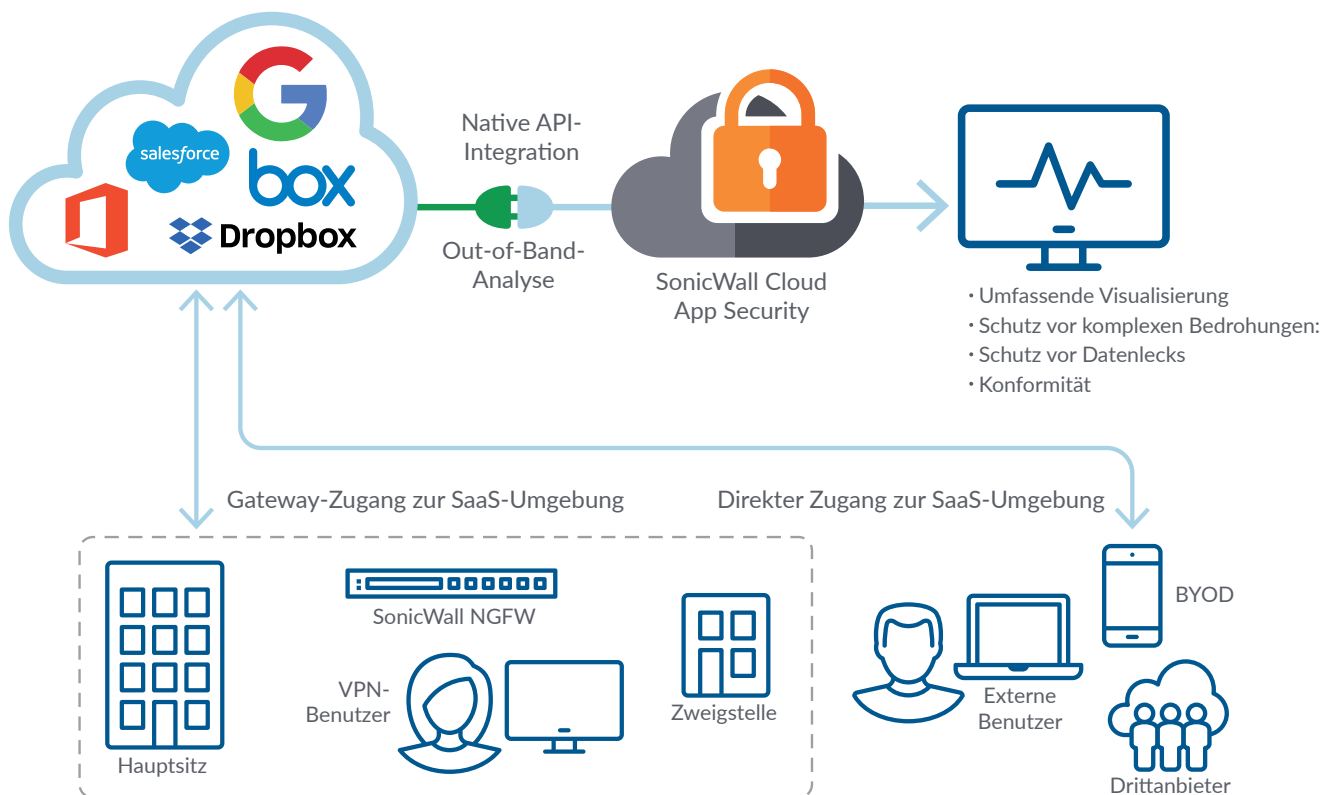 salesforce
box
Dropbox
Native API-
Integration
Out-of-Band-
Analyse
SonicWall Cloud
App Security
· Umfassende Visualisierung
· Schutz vor komplexen Bedrohungen:
· Schutz vor Datenlecks
· Konformität
Gateway-Zugang zur SaaS-Umgebung
Direkter Zugang zur SaaS-Umgebung
Hauptsitz
SonicWall NGFW
VPN-
Benutzer
Zweigstelle
Externe
Benutzer
BYOD
Drittanbieter